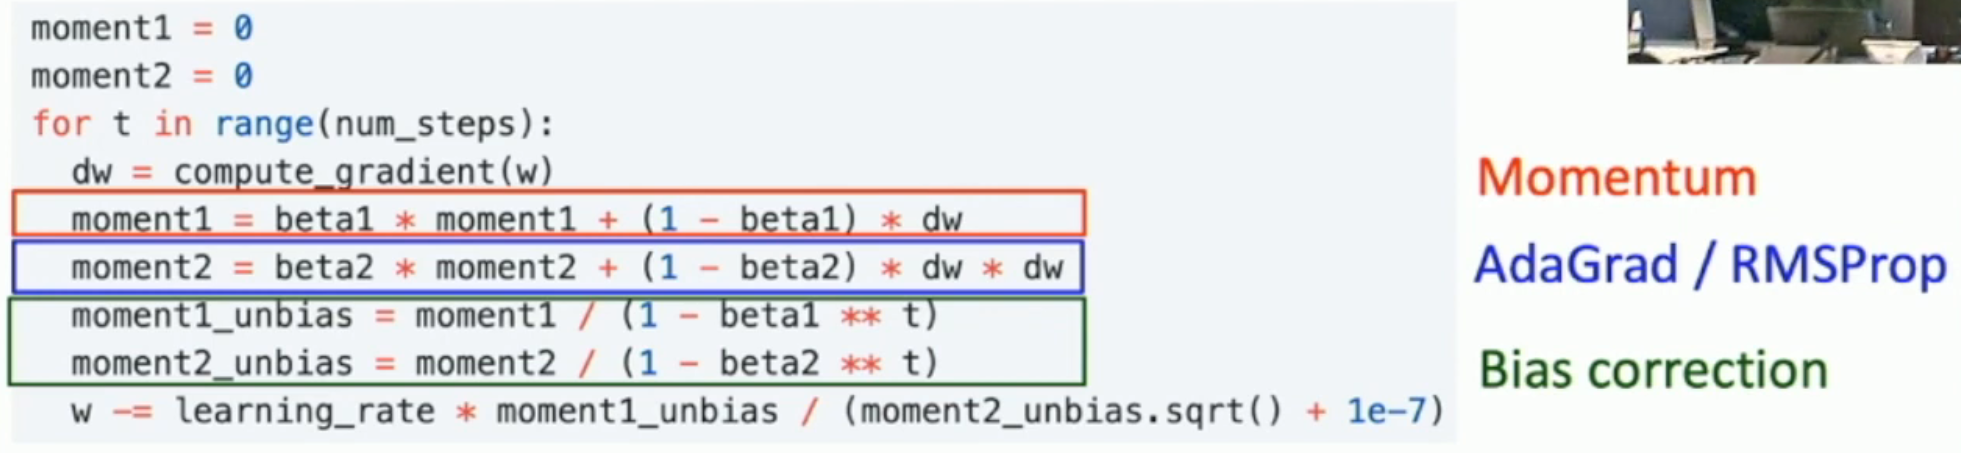 moment1 = 0
moment2 = 0
for t in range(num_steps):
  dw = compute_gradient(w)
  moment1 = beta1 * moment1 + (1 - beta1) * dw
  moment2 = beta2 * moment2 + (1 - beta2) * dw * dw
  moment1_unbias = moment1 / (1 - beta1 ** t)
  moment2_unbias = moment2 / (1 - beta2 ** t)
  w -= learning_rate * moment1_unbias / (moment2_unbias.sqrt() + 1e-7)
Momentum
AdaGrad / RMSProp
Bias correction